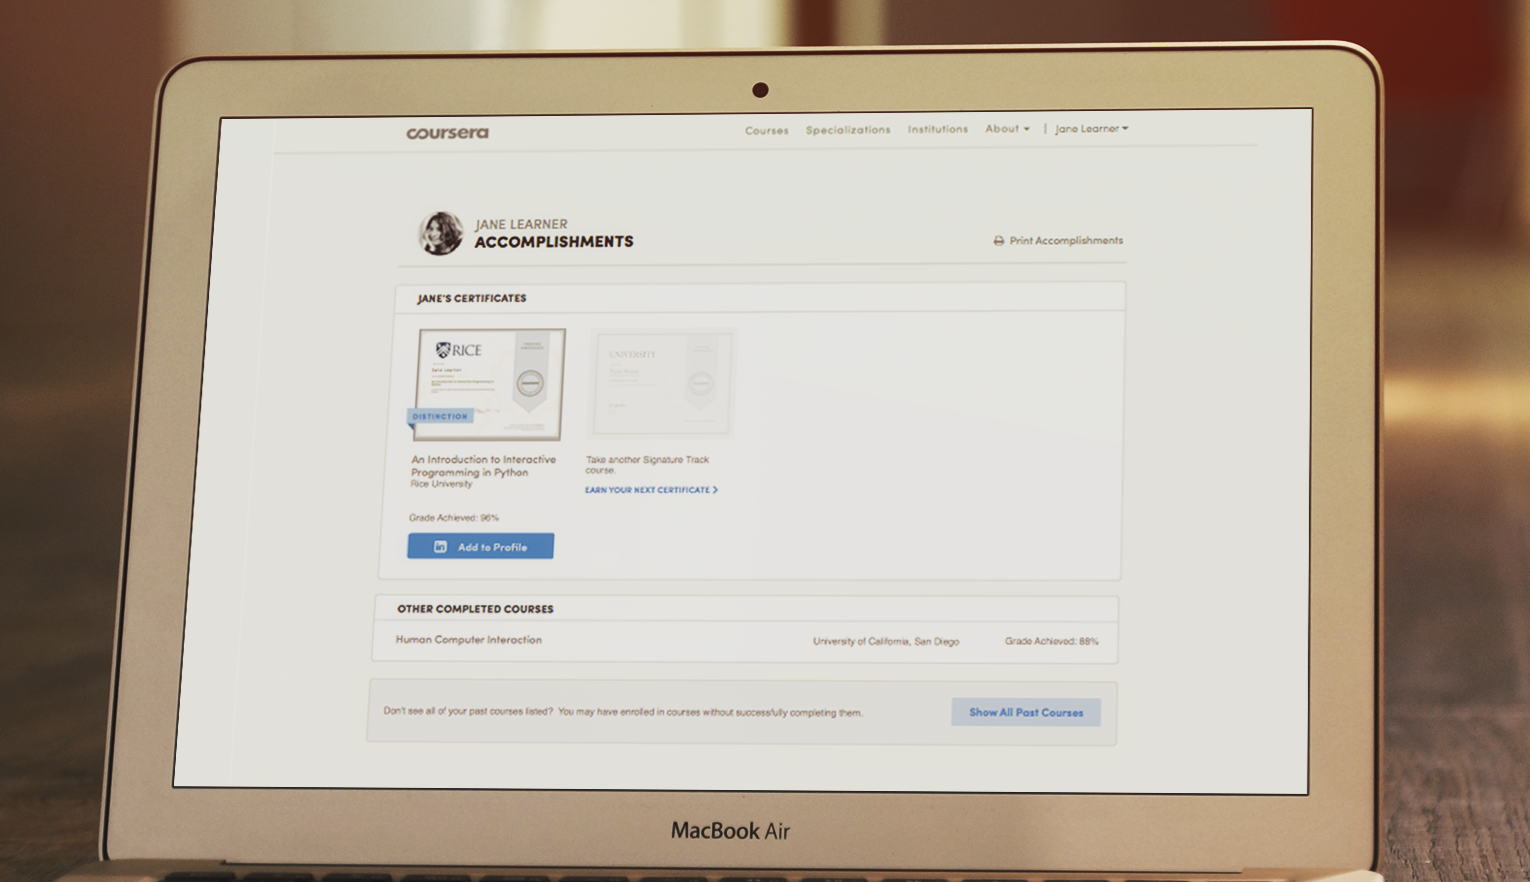 coursera
Courses Specializations Institutions About | Jane Learner
JANE LEARNER
ACCOMPLISHMENTS
Print Accomplishments
JANE'S CERTIFICATES
RICE
DISTINCTION
UNIVERSITY
An Introduction to Interactive
Programming in Python
Rice University
Grade Achieved: 96%
in Add to Profile
Take another Signature Track
course.
EARN YOUR NEXT CERTIFICATE
OTHER COMPLETED COURSES
Human Computer Interaction University of California, San Diego Grade Achieved: 88%
Don't see all of your past courses listed? You may have enrolled in courses without successfully completing them.
Show All Past Courses
MacBook Air